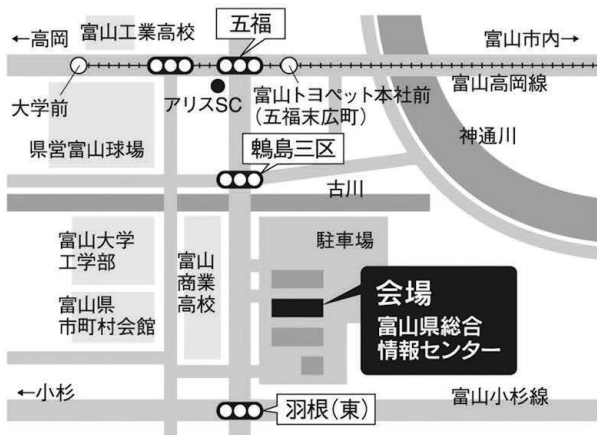 ←高岡
富山工業高校
五福
富山市内→
大学前
アリスSC
富山トヨペット本社前
（五福末広町）
富山高岡線
県営富山球場
鵯島三区
神通川
古川
富山大学
工学部
富山
商業
高校
駐車場
富山県
市町村会館
会場
富山県総合
情報センター
←小杉
羽根（東）
富山小杉線